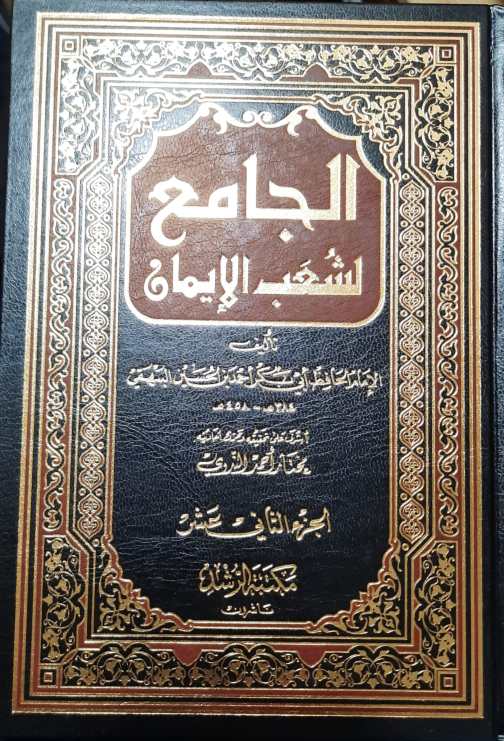 الجامع
لشُعَب الإيمان
تأليف
الإمام الحافظ أبي بكر أحمد بن الحسين البيهقي
٣٨٤هـ - ٤٥٨هـ
أشرف على تحقيقه وتخريج أحاديثه
مختار أحمد الندوي
الجزء الثاني عشر
مكتبة الرشد
ناشرون